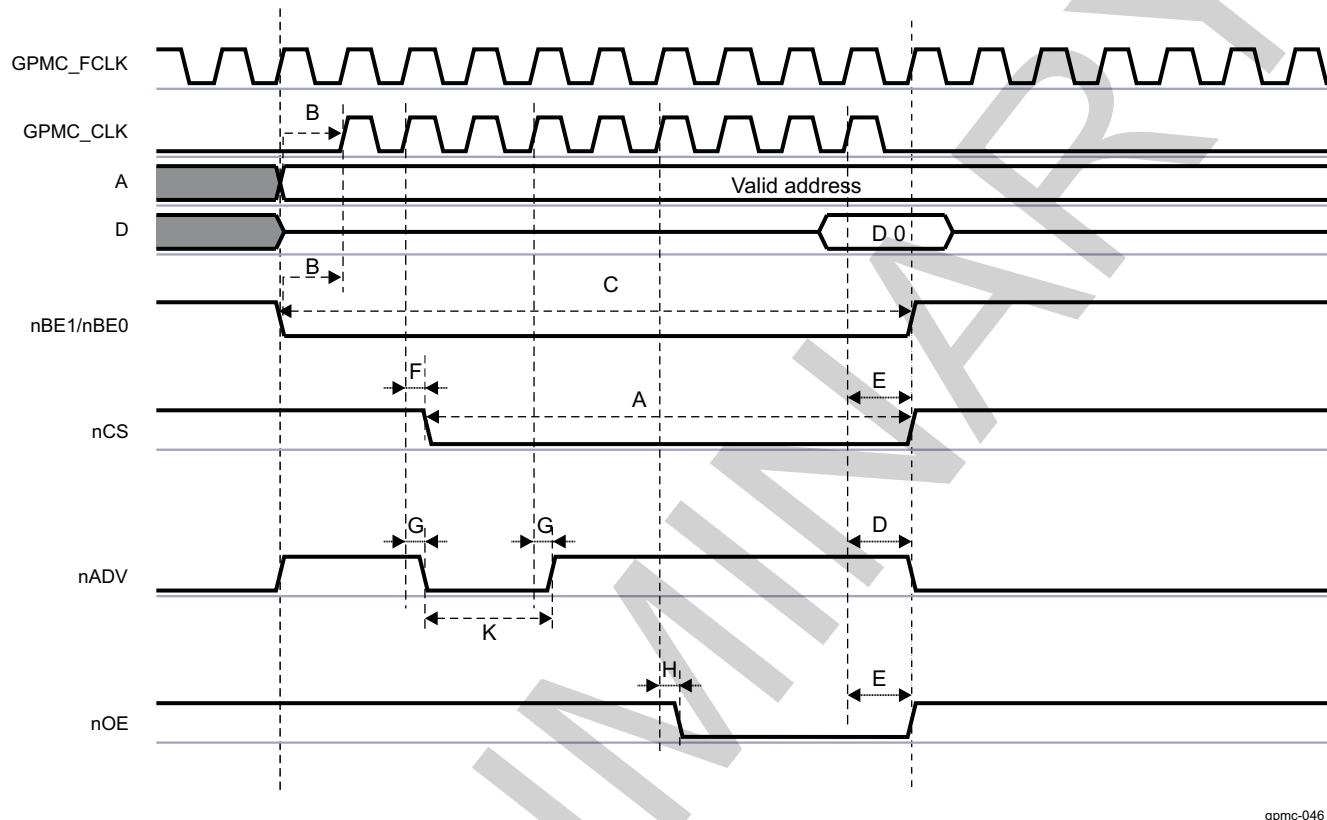 GPMC_FCLK
B
GPMC_CLK
A
Valid address
D
D 0
B
C
nBE1/nBE0
F
E
A
nCS
G
G
D
nADV
K
H
E
nOE
gpmc-046